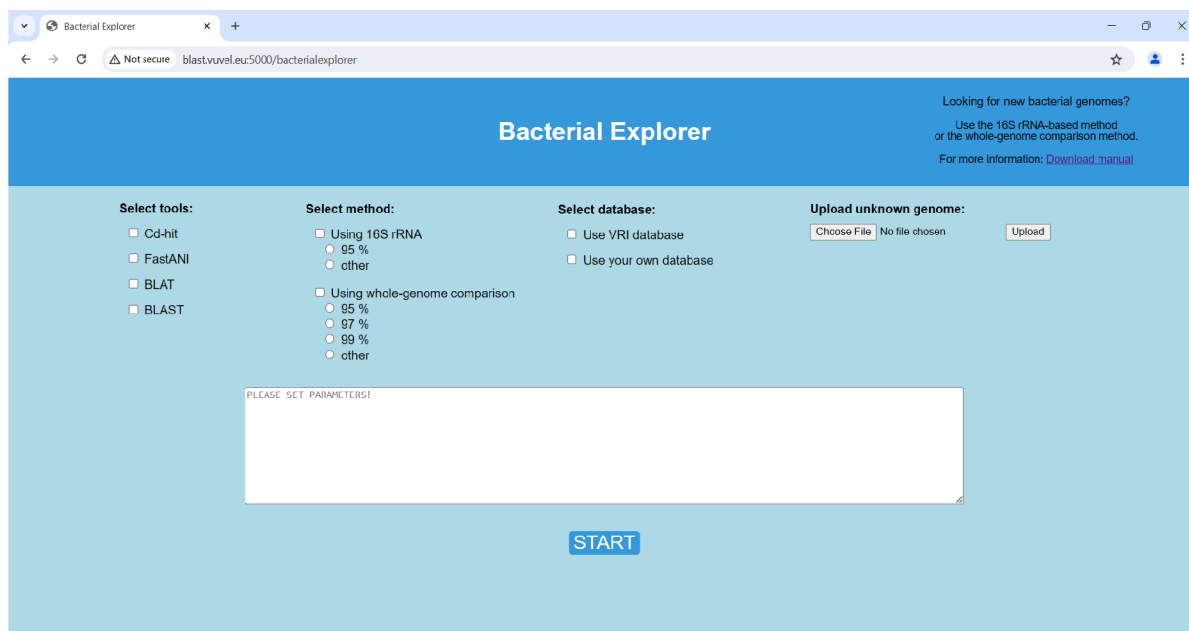 Bacterial Explorer
Not secure blast.vuvel.eu:5000/bacterialexplorer
Bacterial Explorer
Looking for new bacterial genomes?
Use the 16S rRNA-based method
or the whole-genome comparison method.
For more information: Download manual
Select tools:
Cd-hit
FastANI
BLAT
BLAST
Select method:
Using 16S rRNA
95 %
other
Using whole-genome comparison
95 %
97 %
99 %
other
Select database:
Use VRI database
Use your own database
Upload unknown genome:
Choose File No file chosen Upload
PLEASE SET PARAMETERS!
START